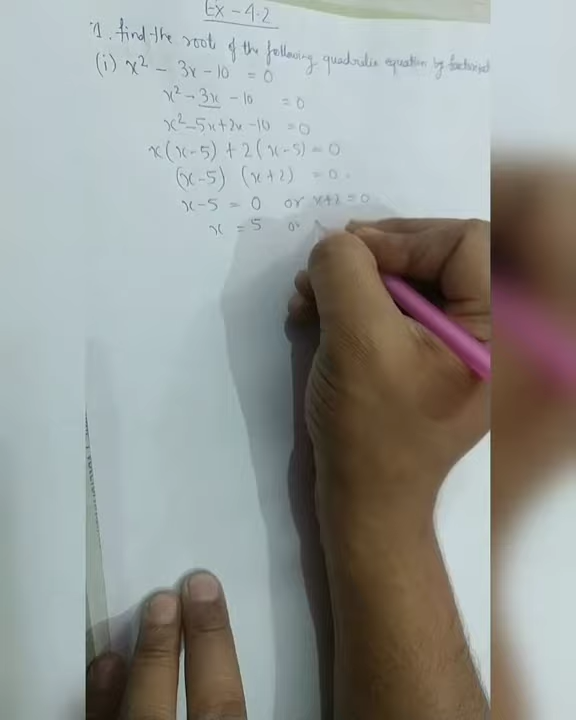 Ex - 4.2
1. find the root of the following quadratic equation by
(i) x² - 3x - 10 = 0
x² - 3x - 10 = 0
x² - 5x + 2x - 10 = 0
x(x-5) + 2(x-5) = 0
(x-5) (x+2) = 0
x-5 = 0 or x+2 = 0
x = 5 or